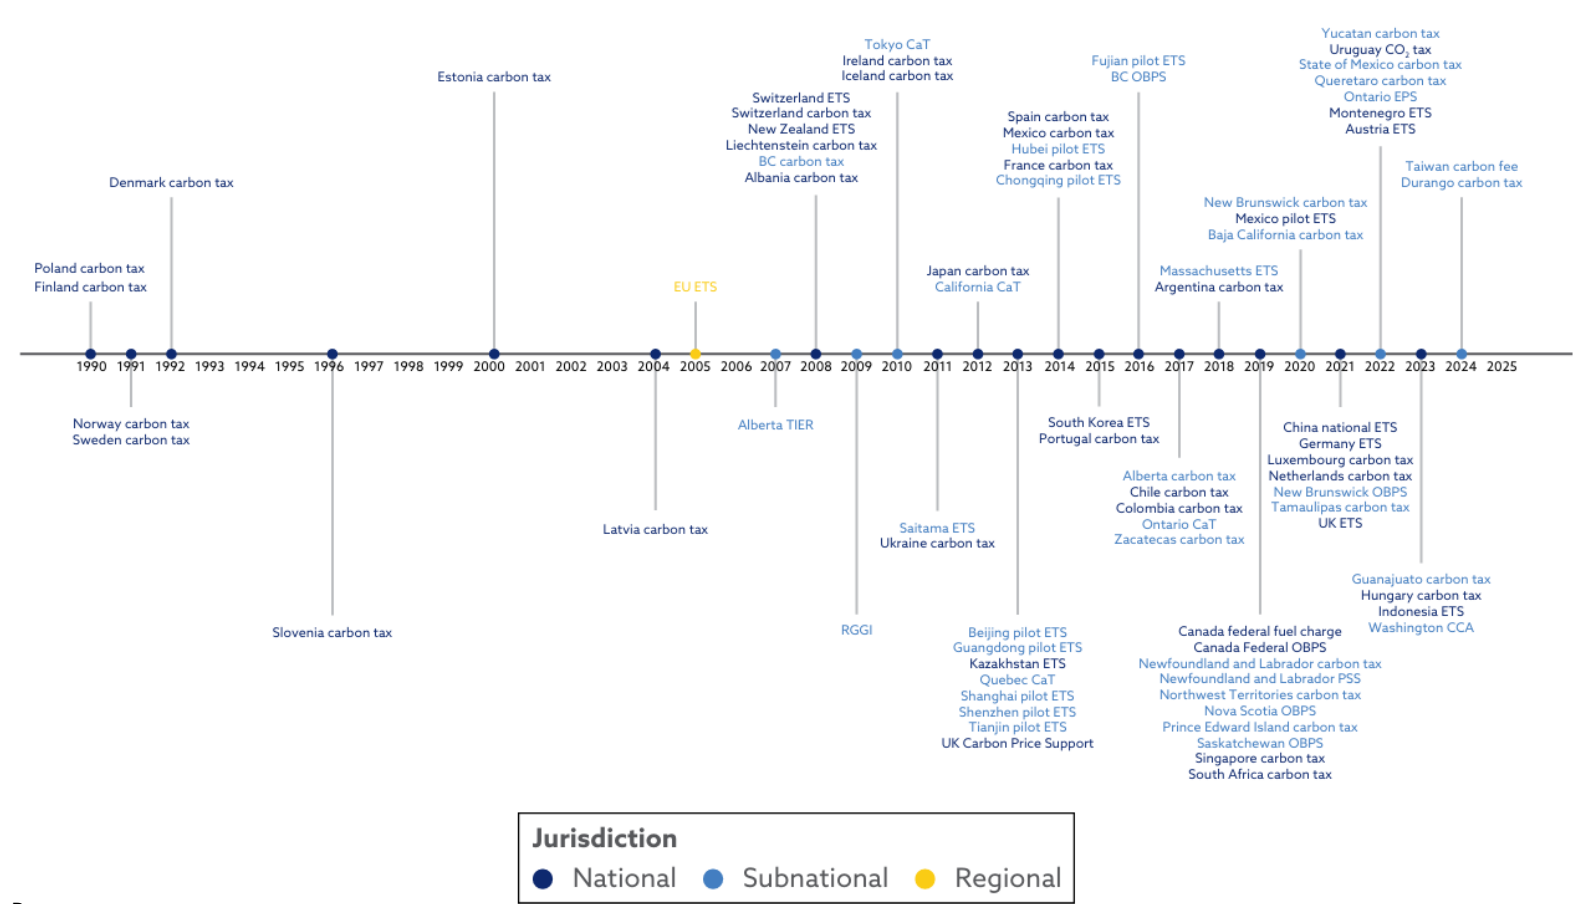 Yucatan carbon tax
Uruguay CO₂ tax
State of Mexico carbon tax
Queretaro carbon tax
Ontario EPS
Montenegro ETS
Austria ETS
Tokyo CaT
Ireland carbon tax
Iceland carbon tax
Fujian pilot ETS
BC OBPS
Estonia carbon tax
Switzerland ETS
Switzerland carbon tax
New Zealand ETS
Liechtenstein carbon tax
BC carbon tax
Albania carbon tax
Spain carbon tax
Mexico carbon tax
Hubei pilot ETS
France carbon tax
Chongqing pilot ETS
Taiwan carbon fee
Durango carbon tax
Denmark carbon tax
New Brunswick carbon tax
Mexico pilot ETS
Baja California carbon tax
Poland carbon tax
Finland carbon tax
EU ETS
Japan carbon tax
California CaT
Massachusetts ETS
Argentina carbon tax
1990 1991 1992 1993 1994 1995 1996 1997 1998 1999 2000 2001 2002 2003 2004 2005 2006 2007 2008 2009 2010 2011 2012 2013 2014 2015 2016 2017 2018 2019 2020 2021 2022 2023 2024 2025
Norway carbon tax
Sweden carbon tax
Alberta TIER
South Korea ETS
Portugal carbon tax
China national ETS
Germany ETS
Luxembourg carbon tax
Netherlands carbon tax
New Brunswick OBPS
Tamaulipas carbon tax
UK ETS
Alberta carbon tax
Chile carbon tax
Colombia carbon tax
Ontario CaT
Zacatecas carbon tax
Latvia carbon tax
Saitama ETS
Ukraine carbon tax
Guanajuato carbon tax
Hungary carbon tax
Indonesia ETS
Washington CCA
Slovenia carbon tax
RGGI
Beijing pilot ETS
Guangdong pilot ETS
Kazakhstan ETS
Quebec CaT
Shanghai pilot ETS
Shenzhen pilot ETS
Tianjin pilot ETS
UK Carbon Price Support
Canada federal fuel charge
Canada Federal OBPS
Newfoundland and Labrador carbon tax
Newfoundland and Labrador PSS
Northwest Territories carbon tax
Nova Scotia OBPS
Prince Edward Island carbon tax
Saskatchewan OBPS
Singapore carbon tax
South Africa carbon tax
Jurisdiction
National Subnational Regional